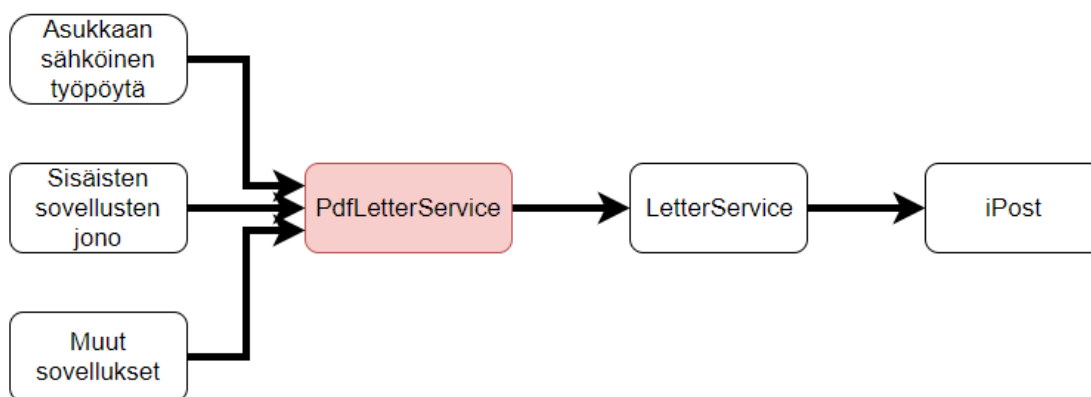 Asukkaan
sähköinen
työpöytä
Sisäisten
sovellusten
jono
PdfLetterService
LetterService
iPost
Muut
sovellukset